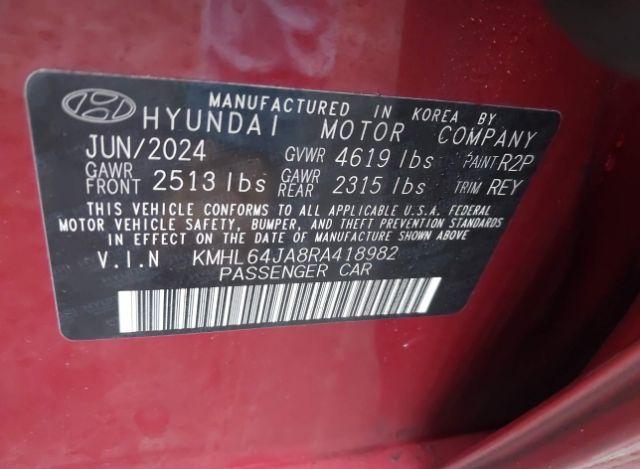 MANUFACTURED IN KOREA BY
HYUNDAI MOTOR COMPANY
JUN/2024 GVWR 4619 lbs PAINT R2P
GAWR FRONT 2513 lbs GAWR REAR 2315 lbs TRIM REY
THIS VEHICLE CONFORMS TO ALL APPLICABLE U.S.A. FEDERAL
MOTOR VEHICLE SAFETY, BUMPER, AND THEFT PREVENTION STANDARDS
IN EFFECT ON THE DATE OF MANUFACTURE SHOWN ABOVE.
V.I.N KMHL64JA8RA418982
PASSENGER CAR